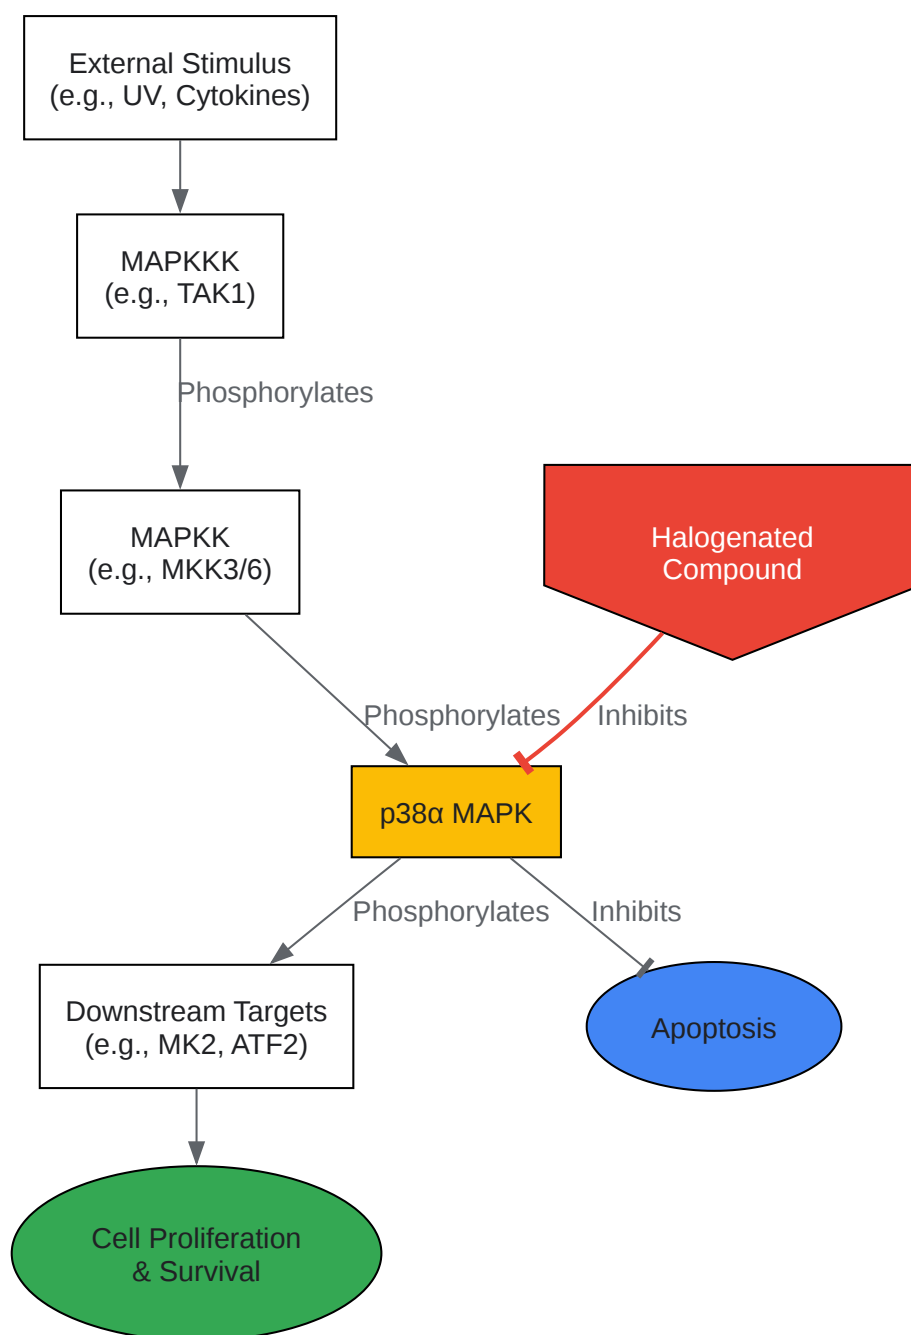 External Stimulus
(e.g., UV, Cytokines)
MAPKKK
(e.g., TAK1)
Phosphorylates
MAPKK
(e.g., MKK3/6)
Halogenated
Compound
Phosphorylates
Inhibits
p38α MAPK
Phosphorylates
Inhibits
Downstream Targets
(e.g., MK2, ATF2)
Apoptosis
Cell Proliferation
& Survival